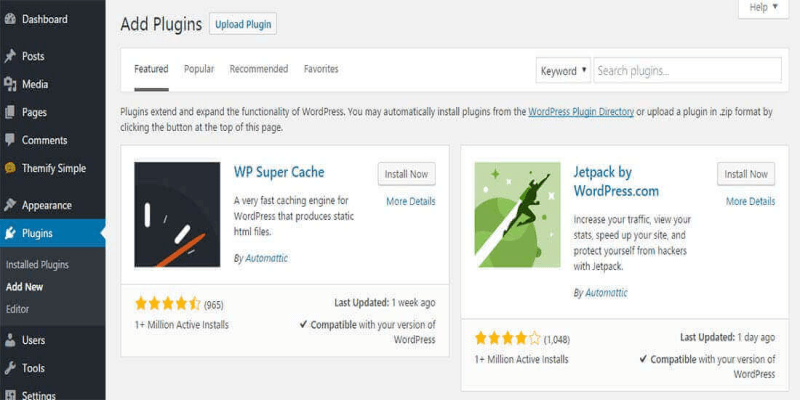 Help ▼
Dashboard
Add Plugins Upload Plugin
Posts
Media
Pages
Comments
Themify Simple
Appearance
Plugins
Installed Plugins
Add New
Editor
Users
Tools
Settings
Featured Popular Recommended Favorites Keyword ▼ Search plugins...
Plugins extend and expand the functionality of WordPress. You may automatically install plugins from the WordPress Plugin Directory or upload a plugin in .zip format by
clicking the button at the top of this page.
WP Super Cache
Install Now
More Details
A very fast caching engine for
WordPress that produces static
html files.
By Automattic
(965)
1+ Million Active Installs
Last Updated: 1 week ago
✔ Compatible with your version of
WordPress
Jetpack by
WordPress.com
Install Now
More Details
Increase your traffic, view your
stats, speed up your site, and
protect yourself from hackers
with Jetpack.
By Automattic
(1,048)
1+ Million Active Installs
Last Updated: 1 day ago
✔ Compatible with your version of
WordPress